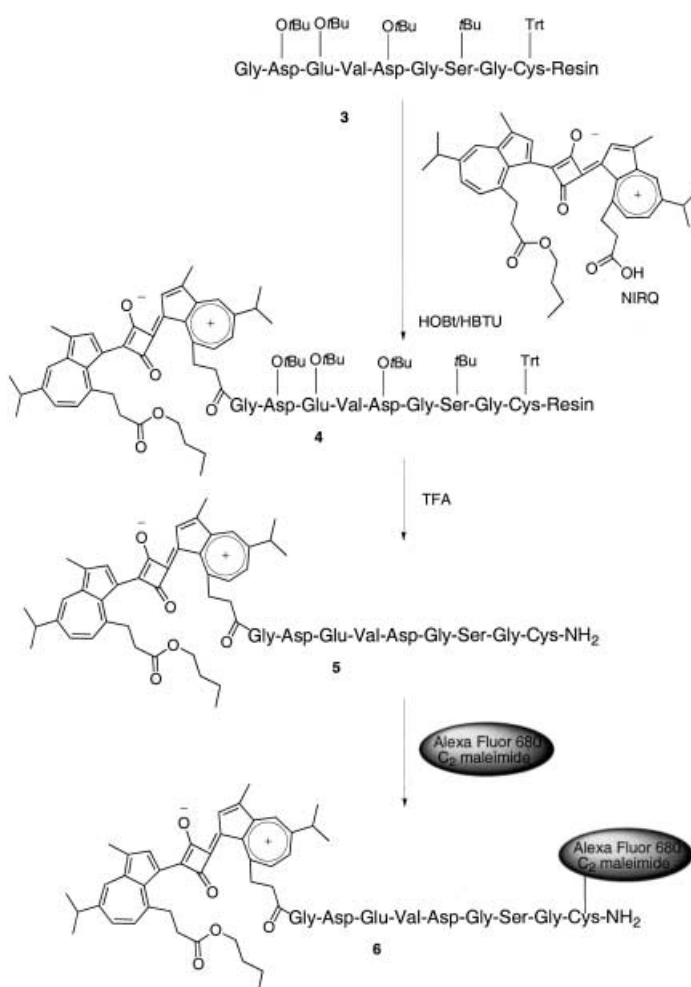 OtBu OtBu OtBu tBu Trt
Gly-Asp-Glu-Val-Asp-Gly-Ser-Gly-Cys-Resin
3
O −
+
O
O O
O OH
NIRQ
HOBt/HBTU
O −
+
O
OtBu OtBu OtBu tBu Trt
O Gly-Asp-Glu-Val-Asp-Gly-Ser-Gly-Cys-Resin
O O
4
TFA
O −
+
O
O Gly-Asp-Glu-Val-Asp-Gly-Ser-Gly-Cys-NH2
O O
5
Alexa Fluor 680
C2 maleimide
O −
+
O
Alexa Fluor 680
C2 maleimide
O Gly-Asp-Glu-Val-Asp-Gly-Ser-Gly-Cys-NH2
O O
6